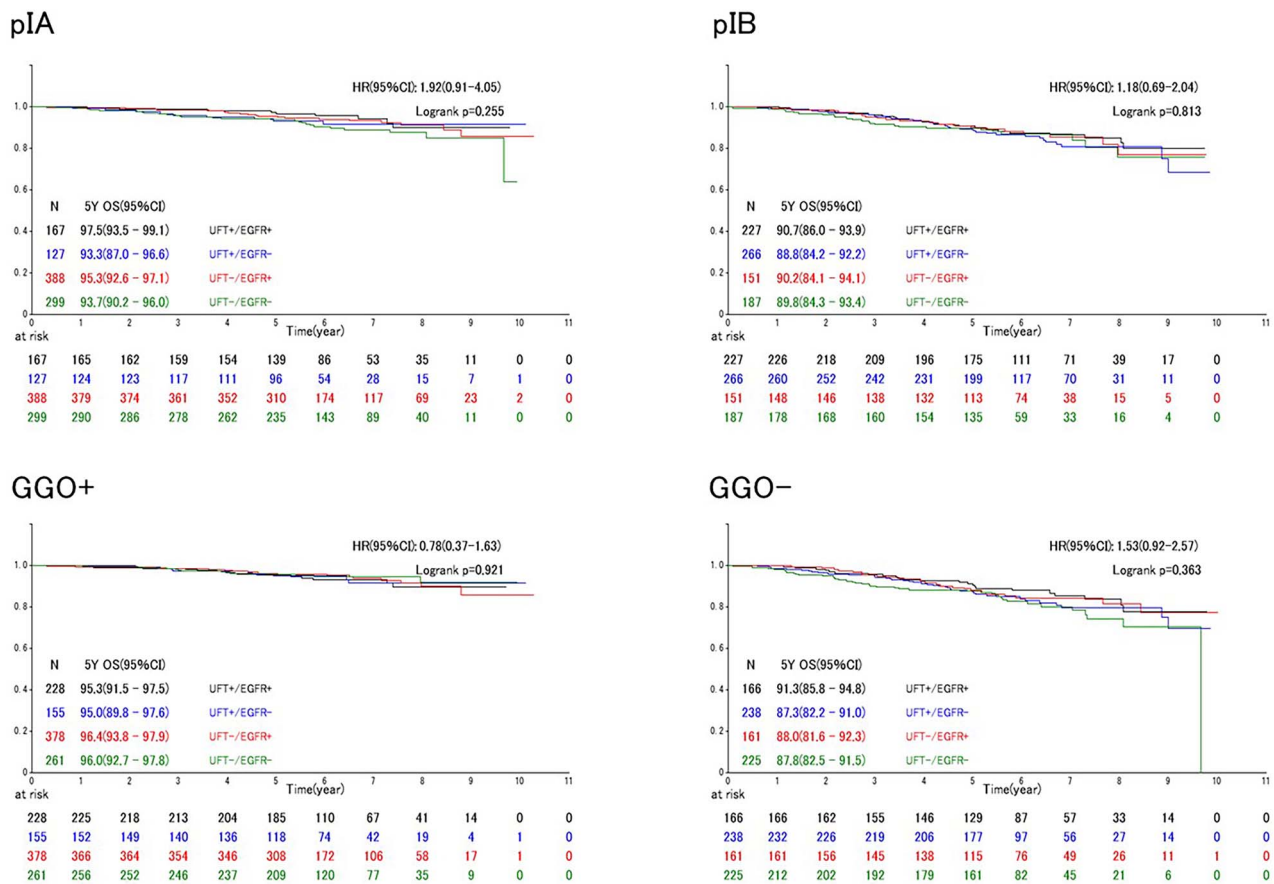 pIA
HR(95%CI): 1.92(0.91-4.05)
Logrank p=0.255
1.0
0.8
0.6
0.4
0.2
0
N 5Y OS(95%CI)
167 97.5(93.5 - 99.1) UFT+/EGFR+
127 93.3(87.0 - 96.6) UFT+/EGFR-
388 95.3(92.6 - 97.1) UFT-/EGFR+
299 93.7(90.2 - 96.0) UFT-/EGFR-
0 1 2 3 4 5 6 7 8 9 10 11
Time(year)
at risk
167 165 162 159 154 139 86 53 35 11 0 0
127 124 123 117 111 96 54 28 15 7 1 0
388 379 374 361 352 310 174 117 69 23 2 0
299 290 286 278 262 235 143 89 40 11 0 0
pIB
HR(95%CI): 1.18(0.69-2.04)
Logrank p=0.813
1.0
0.8
0.6
0.4
0.2
0
N 5Y OS(95%CI)
227 90.7(86.0 - 93.9) UFT+/EGFR+
266 88.8(84.2 - 92.2) UFT+/EGFR-
151 90.2(84.1 - 94.1) UFT-/EGFR+
187 89.8(84.3 - 93.4) UFT-/EGFR-
0 1 2 3 4 5 6 7 8 9 10 11
Time(year)
at risk
227 226 218 209 196 175 111 71 39 17 0
266 260 252 242 231 199 117 70 31 11 0
151 148 146 138 132 113 74 38 15 5 0
187 178 168 160 154 135 59 33 16 4 0
GGO+
HR(95%CI): 0.78(0.37-1.63)
Logrank p=0.921
1.0
0.8
0.6
0.4
0.2
0
N 5Y OS(95%CI)
228 95.3(91.5 - 97.5) UFT+/EGFR+
155 95.0(89.8 - 97.6) UFT+/EGFR-
378 96.4(93.8 - 97.9) UFT-/EGFR+
261 96.0(92.7 - 97.8) UFT-/EGFR-
0 1 2 3 4 5 6 7 8 9 10 11
Time(year)
at risk
228 225 218 213 204 185 110 67 41 14 0 0
155 152 149 140 136 118 74 42 19 4 1 0
378 366 364 354 346 308 172 106 58 17 1 0
261 256 252 246 237 209 120 77 35 9 0 0
GGO-
HR(95%CI): 1.53(0.92-2.57)
Logrank p=0.363
1.0
0.8
0.6
0.4
0.2
0
N 5Y OS(95%CI)
166 91.3(85.8 - 94.8) UFT+/EGFR+
238 87.3(82.2 - 91.0) UFT+/EGFR-
161 88.0(81.6 - 92.3) UFT-/EGFR+
225 87.8(82.5 - 91.5) UFT-/EGFR-
0 1 2 3 4 5 6 7 8 9 10 11
Time(year)
at risk
166 166 162 155 146 129 87 57 33 14 0 0
238 232 226 219 206 177 97 56 27 14 0 0
161 161 156 145 138 115 76 49 26 11 1 0
225 212 202 192 179 161 82 45 21 6 0 0